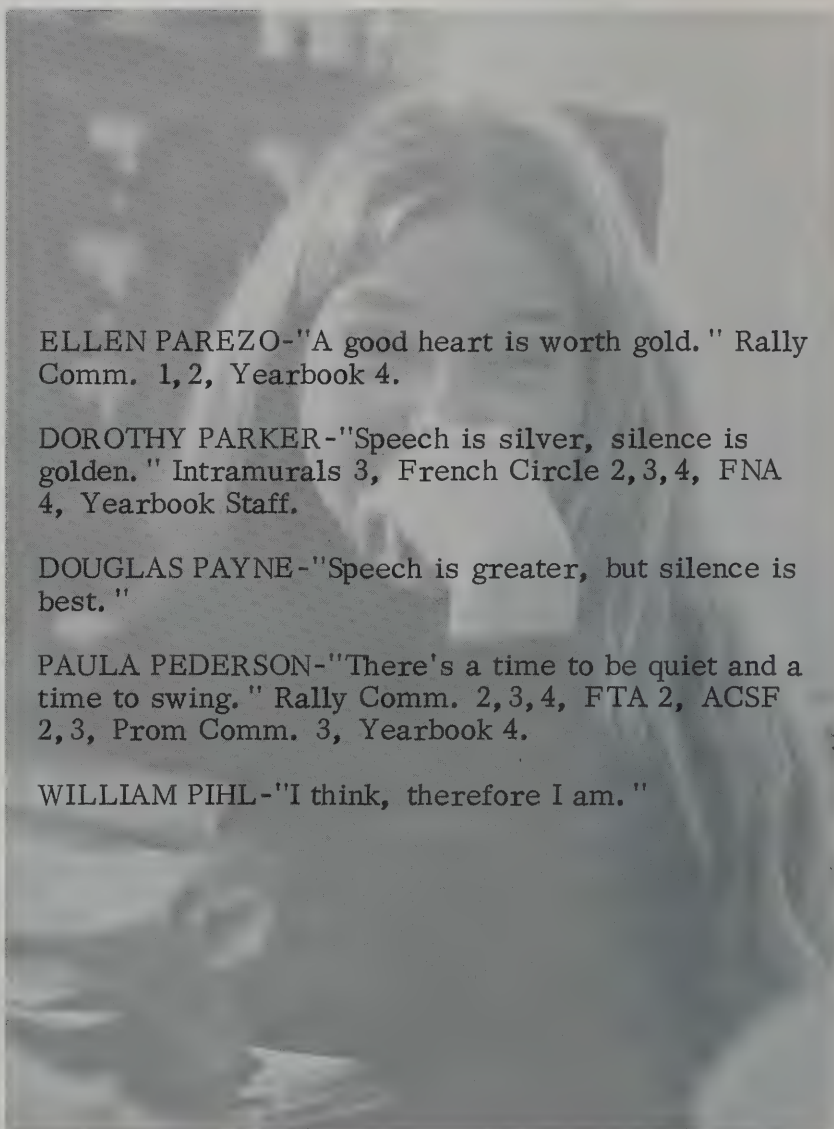 ELLEN PAREZO-"A good heart is worth gold." Rally
Comm. 1,2, Yearbook 4.
DOROTHY PARKER-"Speech is silver, silence is
golden." Intramurals 3, French Circle 2,3,4, FNA
4, Yearbook Staff.
DOUGLAS PAYNE-"Speech is greater, but silence is
best."
PAULA PEDERSON-"There's a time to be quiet and a
time to swing." Rally Comm. 2,3,4, FTA 2, ACSF
2,3, Prom Comm. 3, Yearbook 4.
WILLIAM PIHL-"I think, therefore I am."